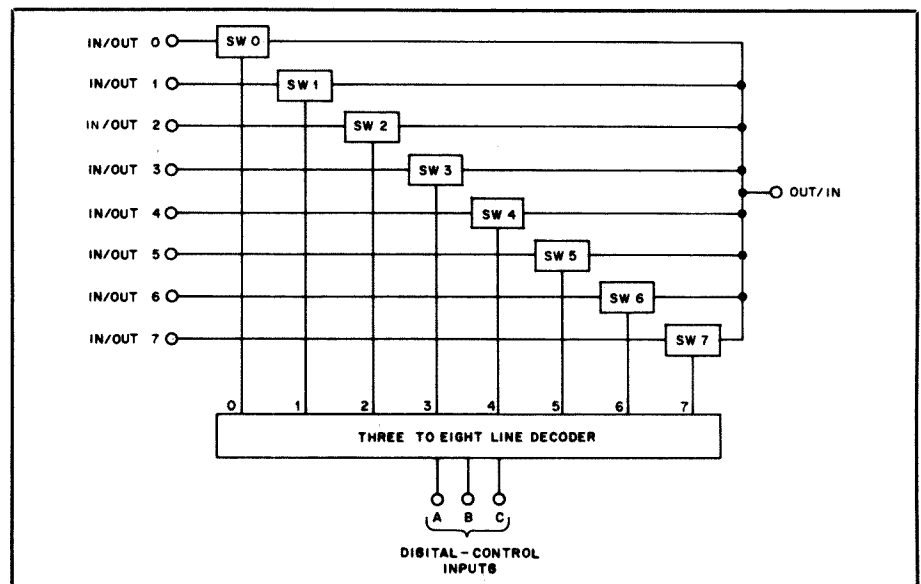 IN/OUT 0 SW 0
IN/OUT 1 SW 1
IN/OUT 2 SW 2
IN/OUT 3 SW 3
OUT/IN
IN/OUT 4 SW 4
IN/OUT 5 SW 5
IN/OUT 6 SW 6
IN/OUT 7 SW 7
0 1 2 3 4 5 6 7
THREE TO EIGHT LINE DECODER
A B C
DIGITAL-CONTROL
INPUTS